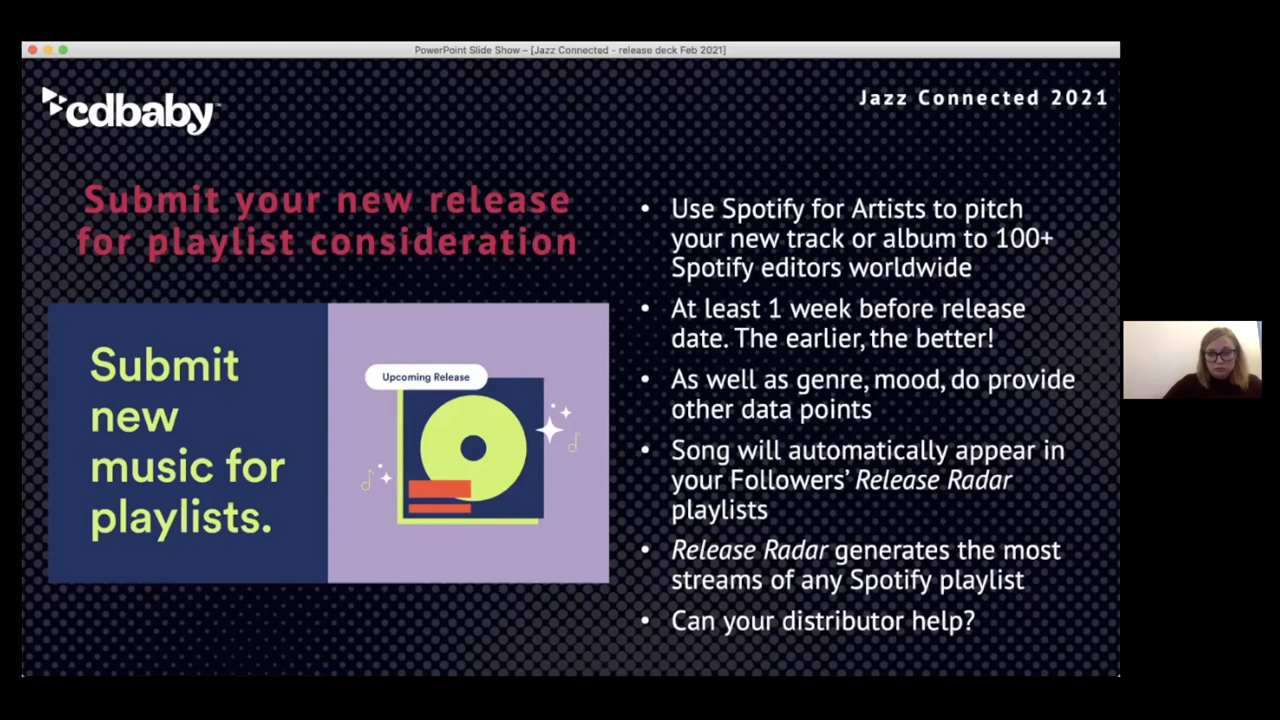 PowerPoint Slide Show – [Jazz Connected - release deck Feb 2021]
cdbaby™
Jazz Connected 2021
Submit your new release
for playlist consideration
Submit
new
music for
playlists.
Upcoming Release
• Use Spotify for Artists to pitch
your new track or album to 100+
Spotify editors worldwide
• At least 1 week before release
date. The earlier, the better!
• As well as genre, mood, do provide
other data points
• Song will automatically appear in
your Followers’ Release Radar
playlists
• Release Radar generates the most
streams of any Spotify playlist
• Can your distributor help?